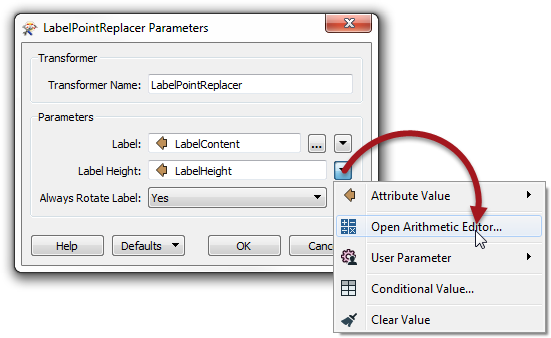 LabelPointReplacer Parameters
Transformer
Transformer Name: LabelPointReplacer
Parameters
Label: LabelContent ...
Label Height: LabelHeight
Always Rotate Label: Yes
Help Defaults OK Canc
Attribute Value
Open Arithmetic Editor...
User Parameter
Conditional Value...
Clear Value